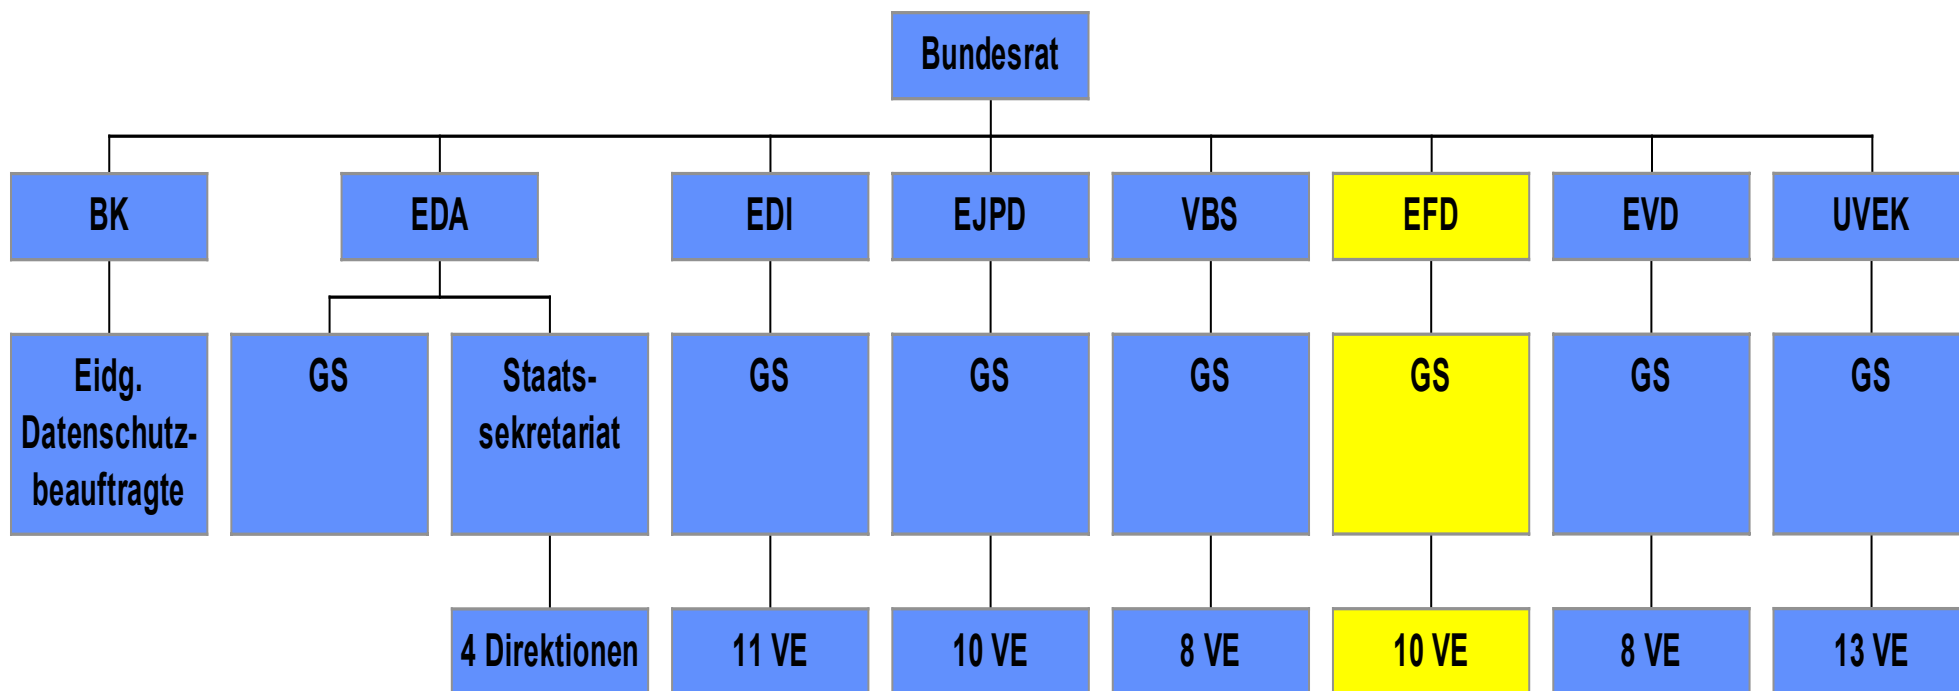 Bundesrat
BK
EDA
EDI
EJPD
VBS
EFD
EVD
UVEK
Eidg.
Datenschutz-
beauftragte
GS
Staats-
sekretariat
GS
GS
GS
GS
GS
GS
4 Direktionen
11 VE
10 VE
8 VE
10 VE
8 VE
13 VE